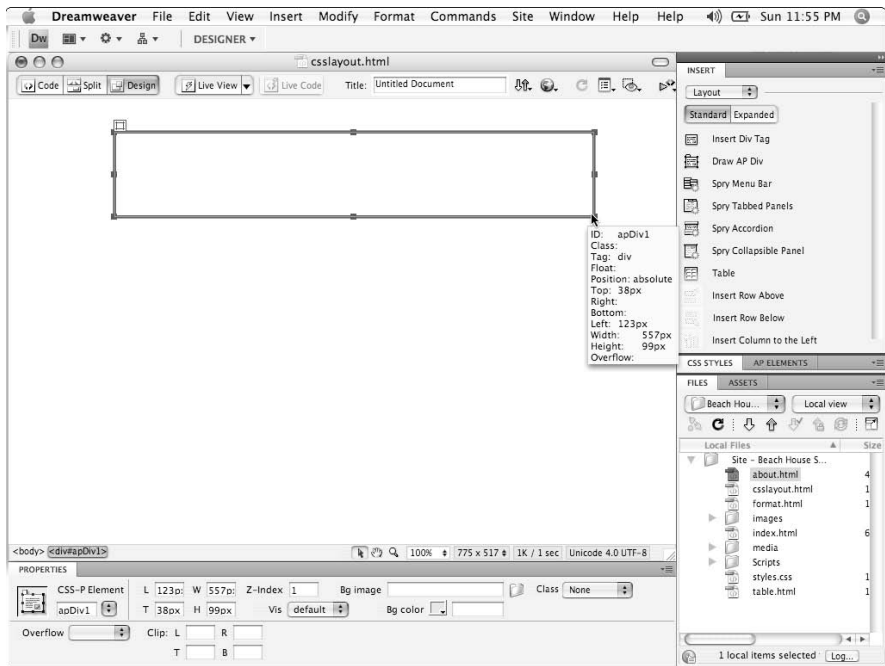 Dreamweaver File Edit View Insert Modify Format Commands Site Window Help Help Sun 11:55 PM
Dw DESIGNER
csslayout.html
Code Split Design Live View Live Code Title: Untitled Document
INSERT
Layout
Standard Expanded
Insert Div Tag
Draw AP Div
Spry Menu Bar
Spry Tabbed Panels
Spry Accordion
Spry Collapsible Panel
Table
Insert Row Above
Insert Row Below
Insert Column to the Left
ID: apDiv1
Class:
Tag: div
Float:
Position: absolute
Top: 38px
Right:
Bottom:
Left: 123px
Width: 557px
Height: 99px
Overflow:
CSS STYLES AP ELEMENTS
FILES ASSETS
Beach Hou... Local view
Local Files Size
Site - Beach House S...
about.html 4
csslayout.html 1
format.html 1
images
index.html 6
media
Scripts
styles.css 1
table.html 1
1 local items selected Log...
<body> <div#apDiv1> 100% 775 x 517 1K / 1 sec Unicode 4.0 UTF-8
PROPERTIES
CSS-P Element L 123p: W 557p: Z-Index 1 Bg image Class None
apDiv1 T 38px H 99px Vis default Bg color
Overflow Clip: L R
T B